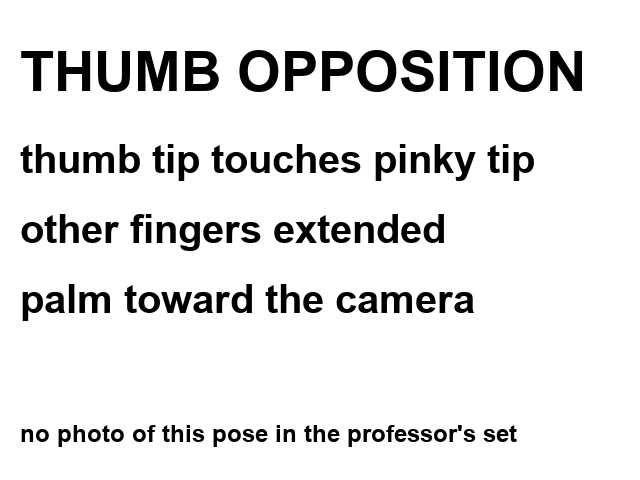 THUMB OPPOSITION
thumb tip touches pinky tip
other fingers extended
palm toward the camera
no photo of this pose in the professor's set